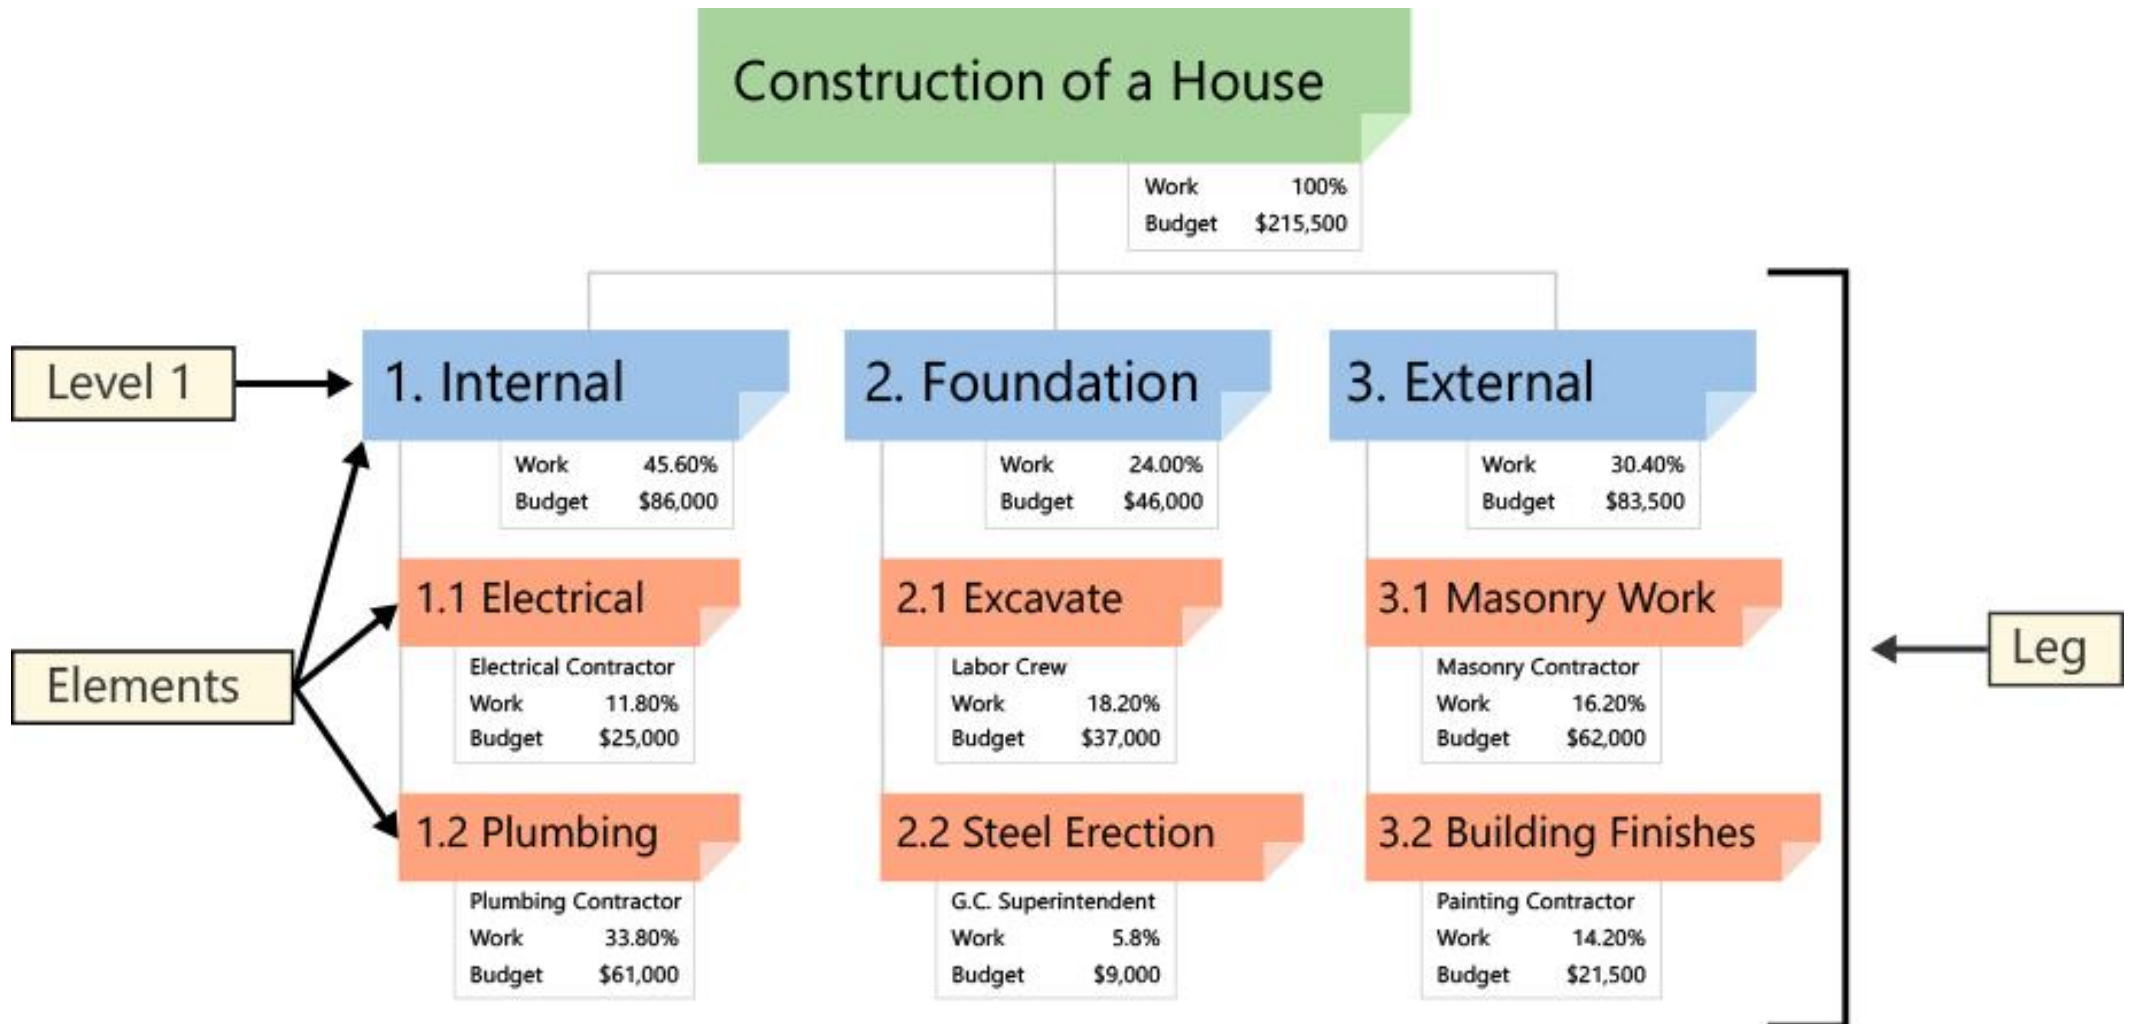 Construction of a House
Work 100%
Budget $215,500
Level 1
1. Internal
Work 45.60%
Budget $86,000
2. Foundation
Work 24.00%
Budget $46,000
3. External
Work 30.40%
Budget $83,500
Elements
1.1 Electrical
Electrical Contractor
Work 11.80%
Budget $25,000
2.1 Excavate
Labor Crew
Work 18.20%
Budget $37,000
3.1 Masonry Work
Masonry Contractor
Work 16.20%
Budget $62,000
Leg
1.2 Plumbing
Plumbing Contractor
Work 33.80%
Budget $61,000
2.2 Steel Erection
G.C. Superintendent
Work 5.8%
Budget $9,000
3.2 Building Finishes
Painting Contractor
Work 14.20%
Budget $21,500